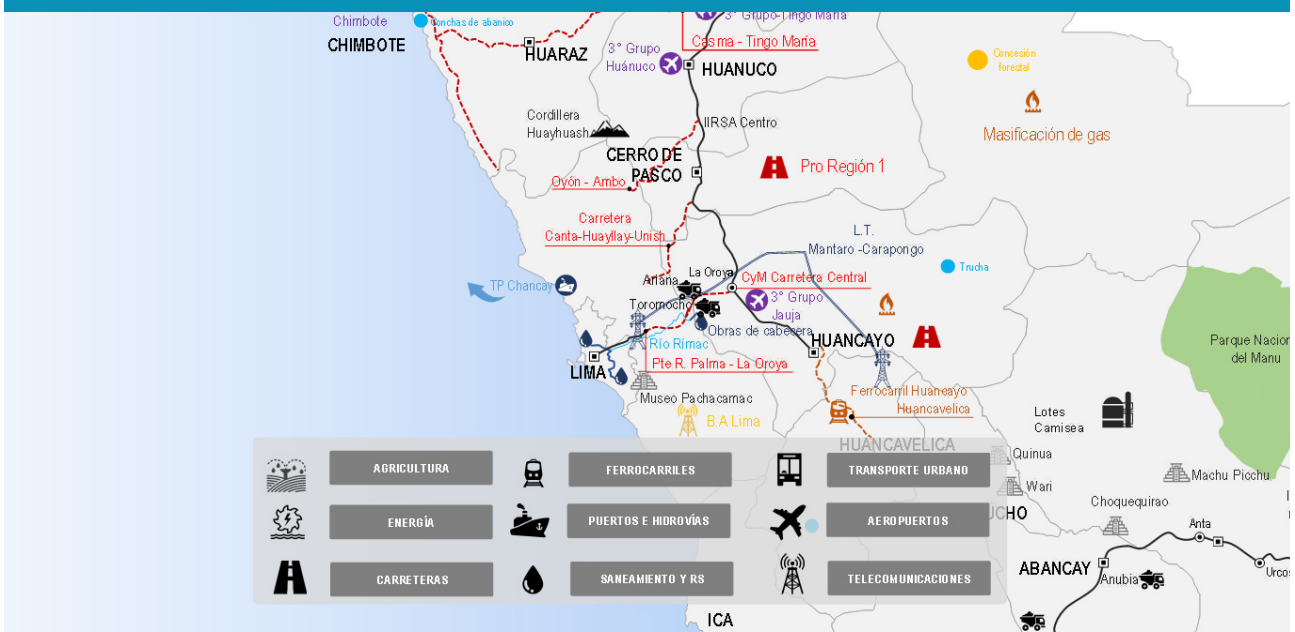 Chimbote
Conchas de abanico
CHIMBOTE
HUARAZ
3° Grupo-Tingo María
Casma - Tingo María
3° Grupo
Huánuco
HUANUCO
Concesión
forestal
Cordillera
Huayhuash
IIRSA Centro
Masificación de gas
CERRO DE
PASCO
Pro Región 1
Oyón - Ambo
Carretera
Canta-Huayllay-Unish
L.T.
Mantaro -Carapongo
Trucha
TP Chancay
Ariana
La Oroya
CyM Carretera Central
Toromocho
3° Grupo
Jauja
Obras de cabecera
Río Rímac
HUANCAYO
Parque Nacion
del Manu
LIMA
Pte R. Palma - La Oroya
Museo Pachacamac
B.A Lima
Ferrocarril Huancayo
Huancavelica
Lotes
Camisea
HUANCAVELICA
Quinua
Wari
Machu Picchu
Choquequirao
AGRICULTURA
FERROCARRILES
TRANSPORTE URBANO
ENERGÍA
PUERTOS E HIDROVÍAS
AEROPUERTOS
UCHO
Anta
CARRETERAS
SANEAMIENTO Y RS
TELECOMUNICACIONES
ABANCAY
Anubia
Urcos
ICA